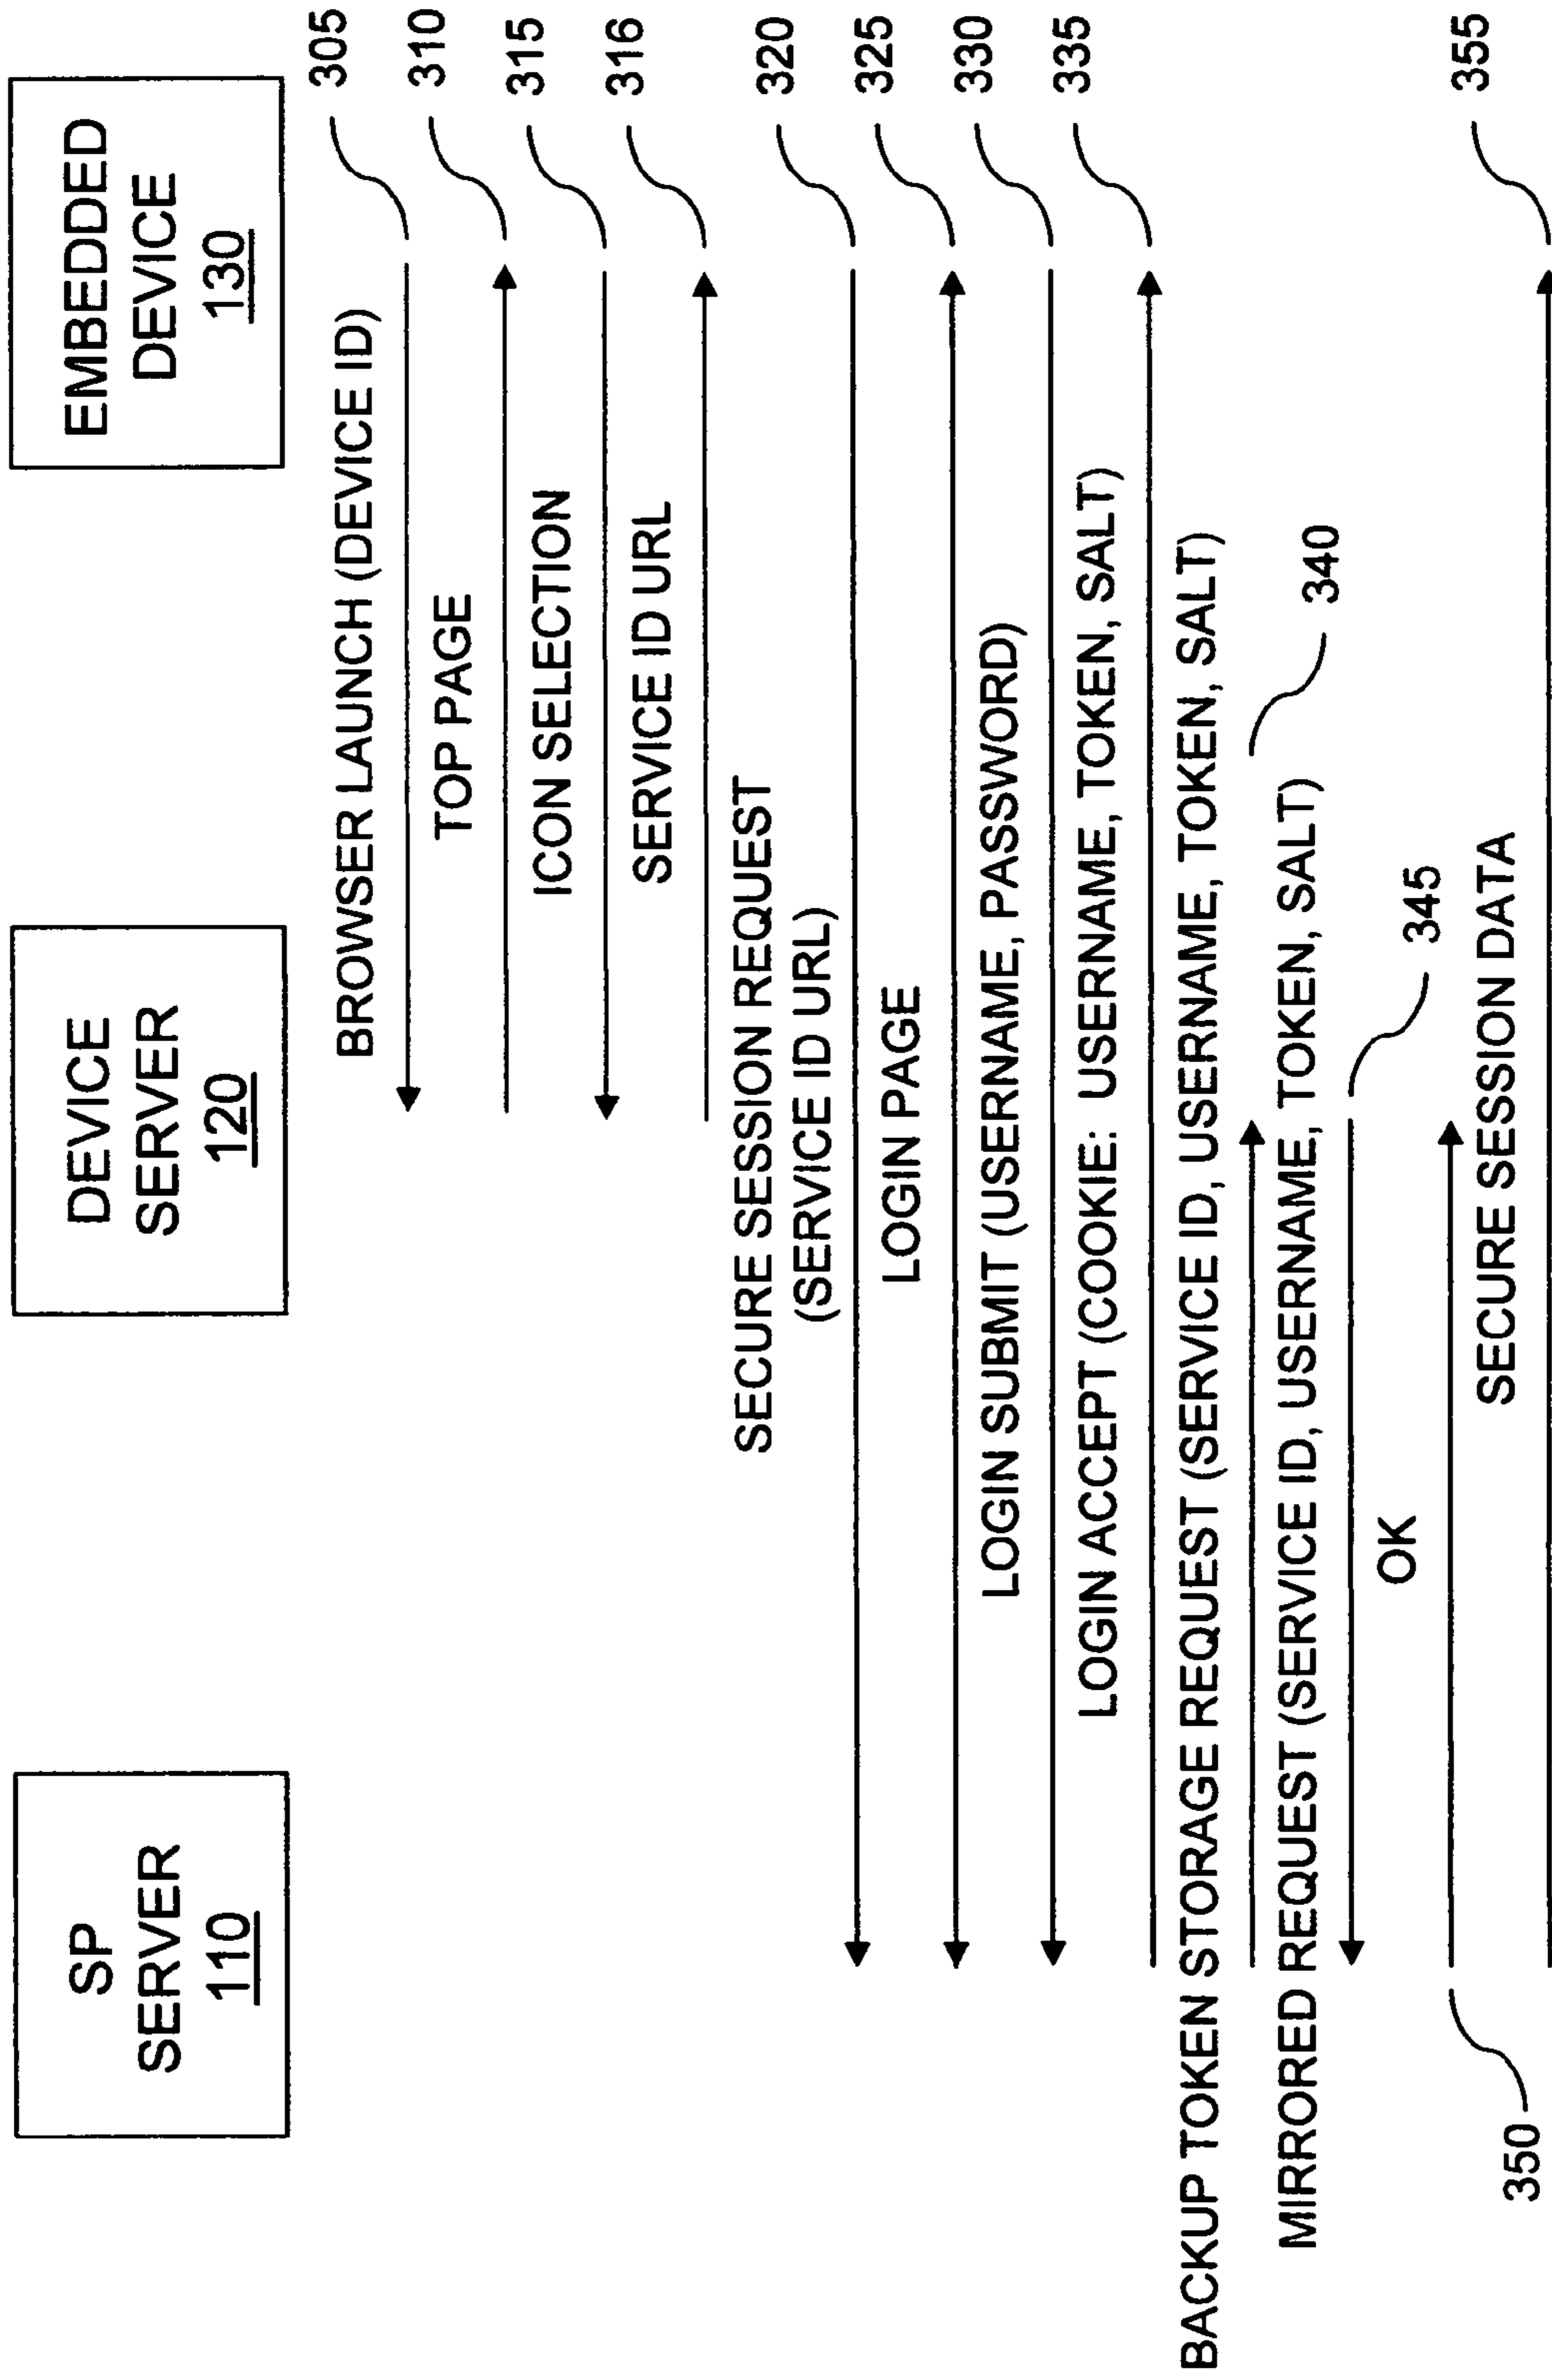 SP
SERVER
110
DEVICE
SERVER
120
EMBEDDED
DEVICE
130
BROWSER LAUNCH (DEVICE ID)
305
TOP PAGE
310
ICON SELECTION
315
SERVICE ID URL
316
SECURE SESSION REQUEST
(SERVICE ID URL)
320
LOGIN PAGE
325
LOGIN SUBMIT (USERNAME, PASSWORD)
330
LOGIN ACCEPT (COOKIE: USERNAME, TOKEN, SALT)
335
BACKUP TOKEN STORAGE REQUEST (SERVICE ID, USERNAME, TOKEN, SALT)
340
MIRRORED REQUEST (SERVICE ID, USERNAME, TOKEN, SALT)
345
OK
350
SECURE SESSION DATA
355